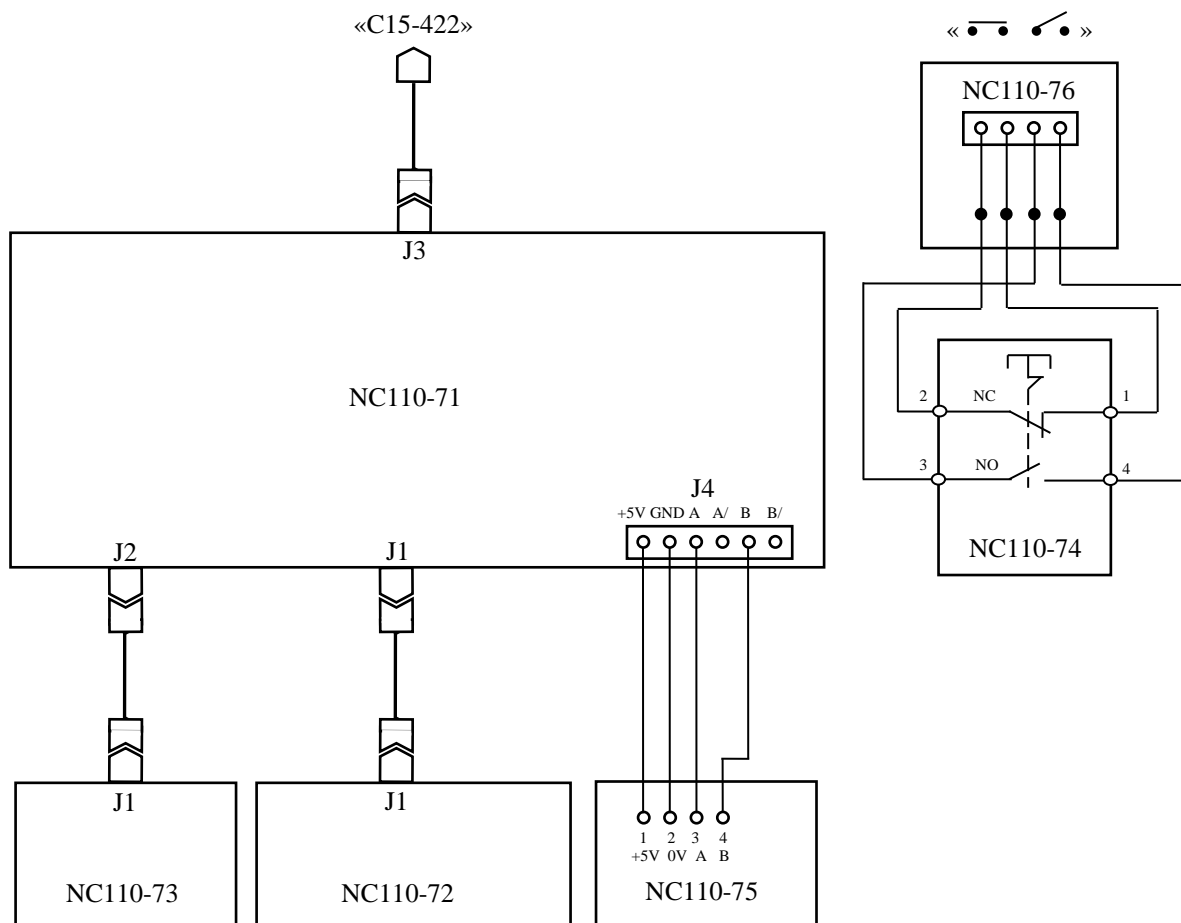 «C15-422»
« »
NC110-76
J3
NC110-71
2 NC 1
3 NO 4
NC110-74
J4
+5V GND A A/ B B/
J2
J1
J1
J1
1 2 3 4
+5V 0V A B
NC110-73
NC110-72
NC110-75